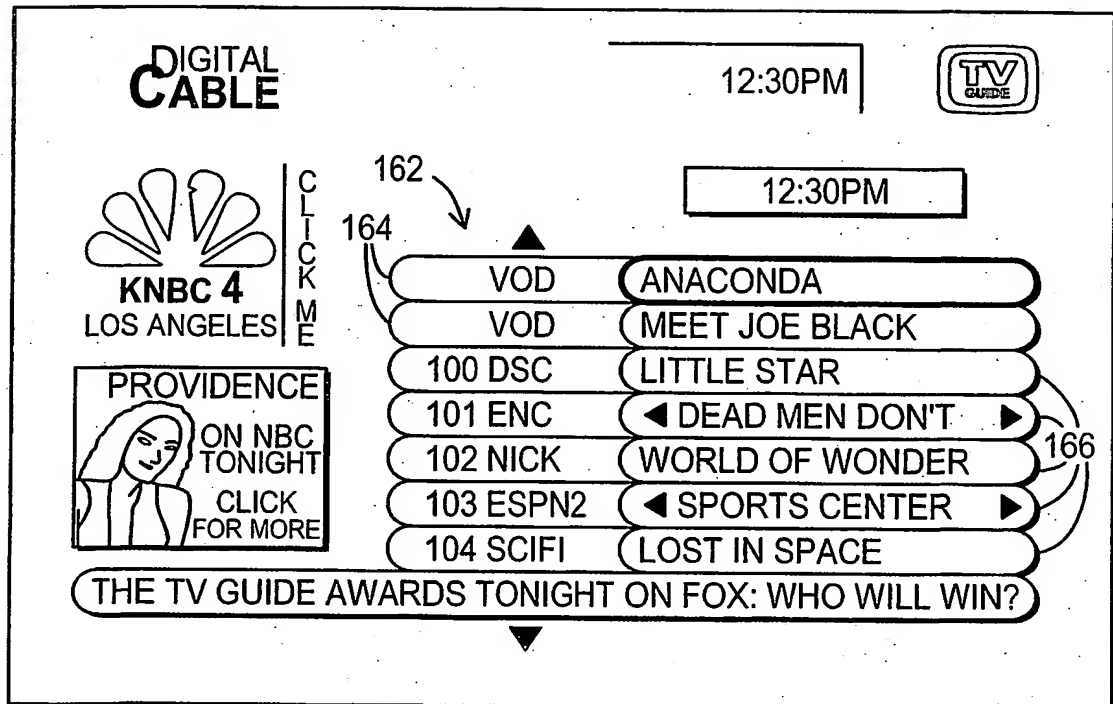 DIGITAL
CABLE
12:30PM
TV
GUIDE
CLICK ME
KNBC 4
LOS ANGELES
162
164
12:30PM
VOD ANACONDA
VOD MEET JOE BLACK
100 DSC LITTLE STAR
101 ENC ◄ DEAD MEN DON'T ►
102 NICK WORLD OF WONDER
103 ESPN2 ◄ SPORTS CENTER ►
104 SCIFI LOST IN SPACE
166
PROVIDENCE
ON NBC
TONIGHT
CLICK
FOR MORE
THE TV GUIDE AWARDS TONIGHT ON FOX: WHO WILL WIN?